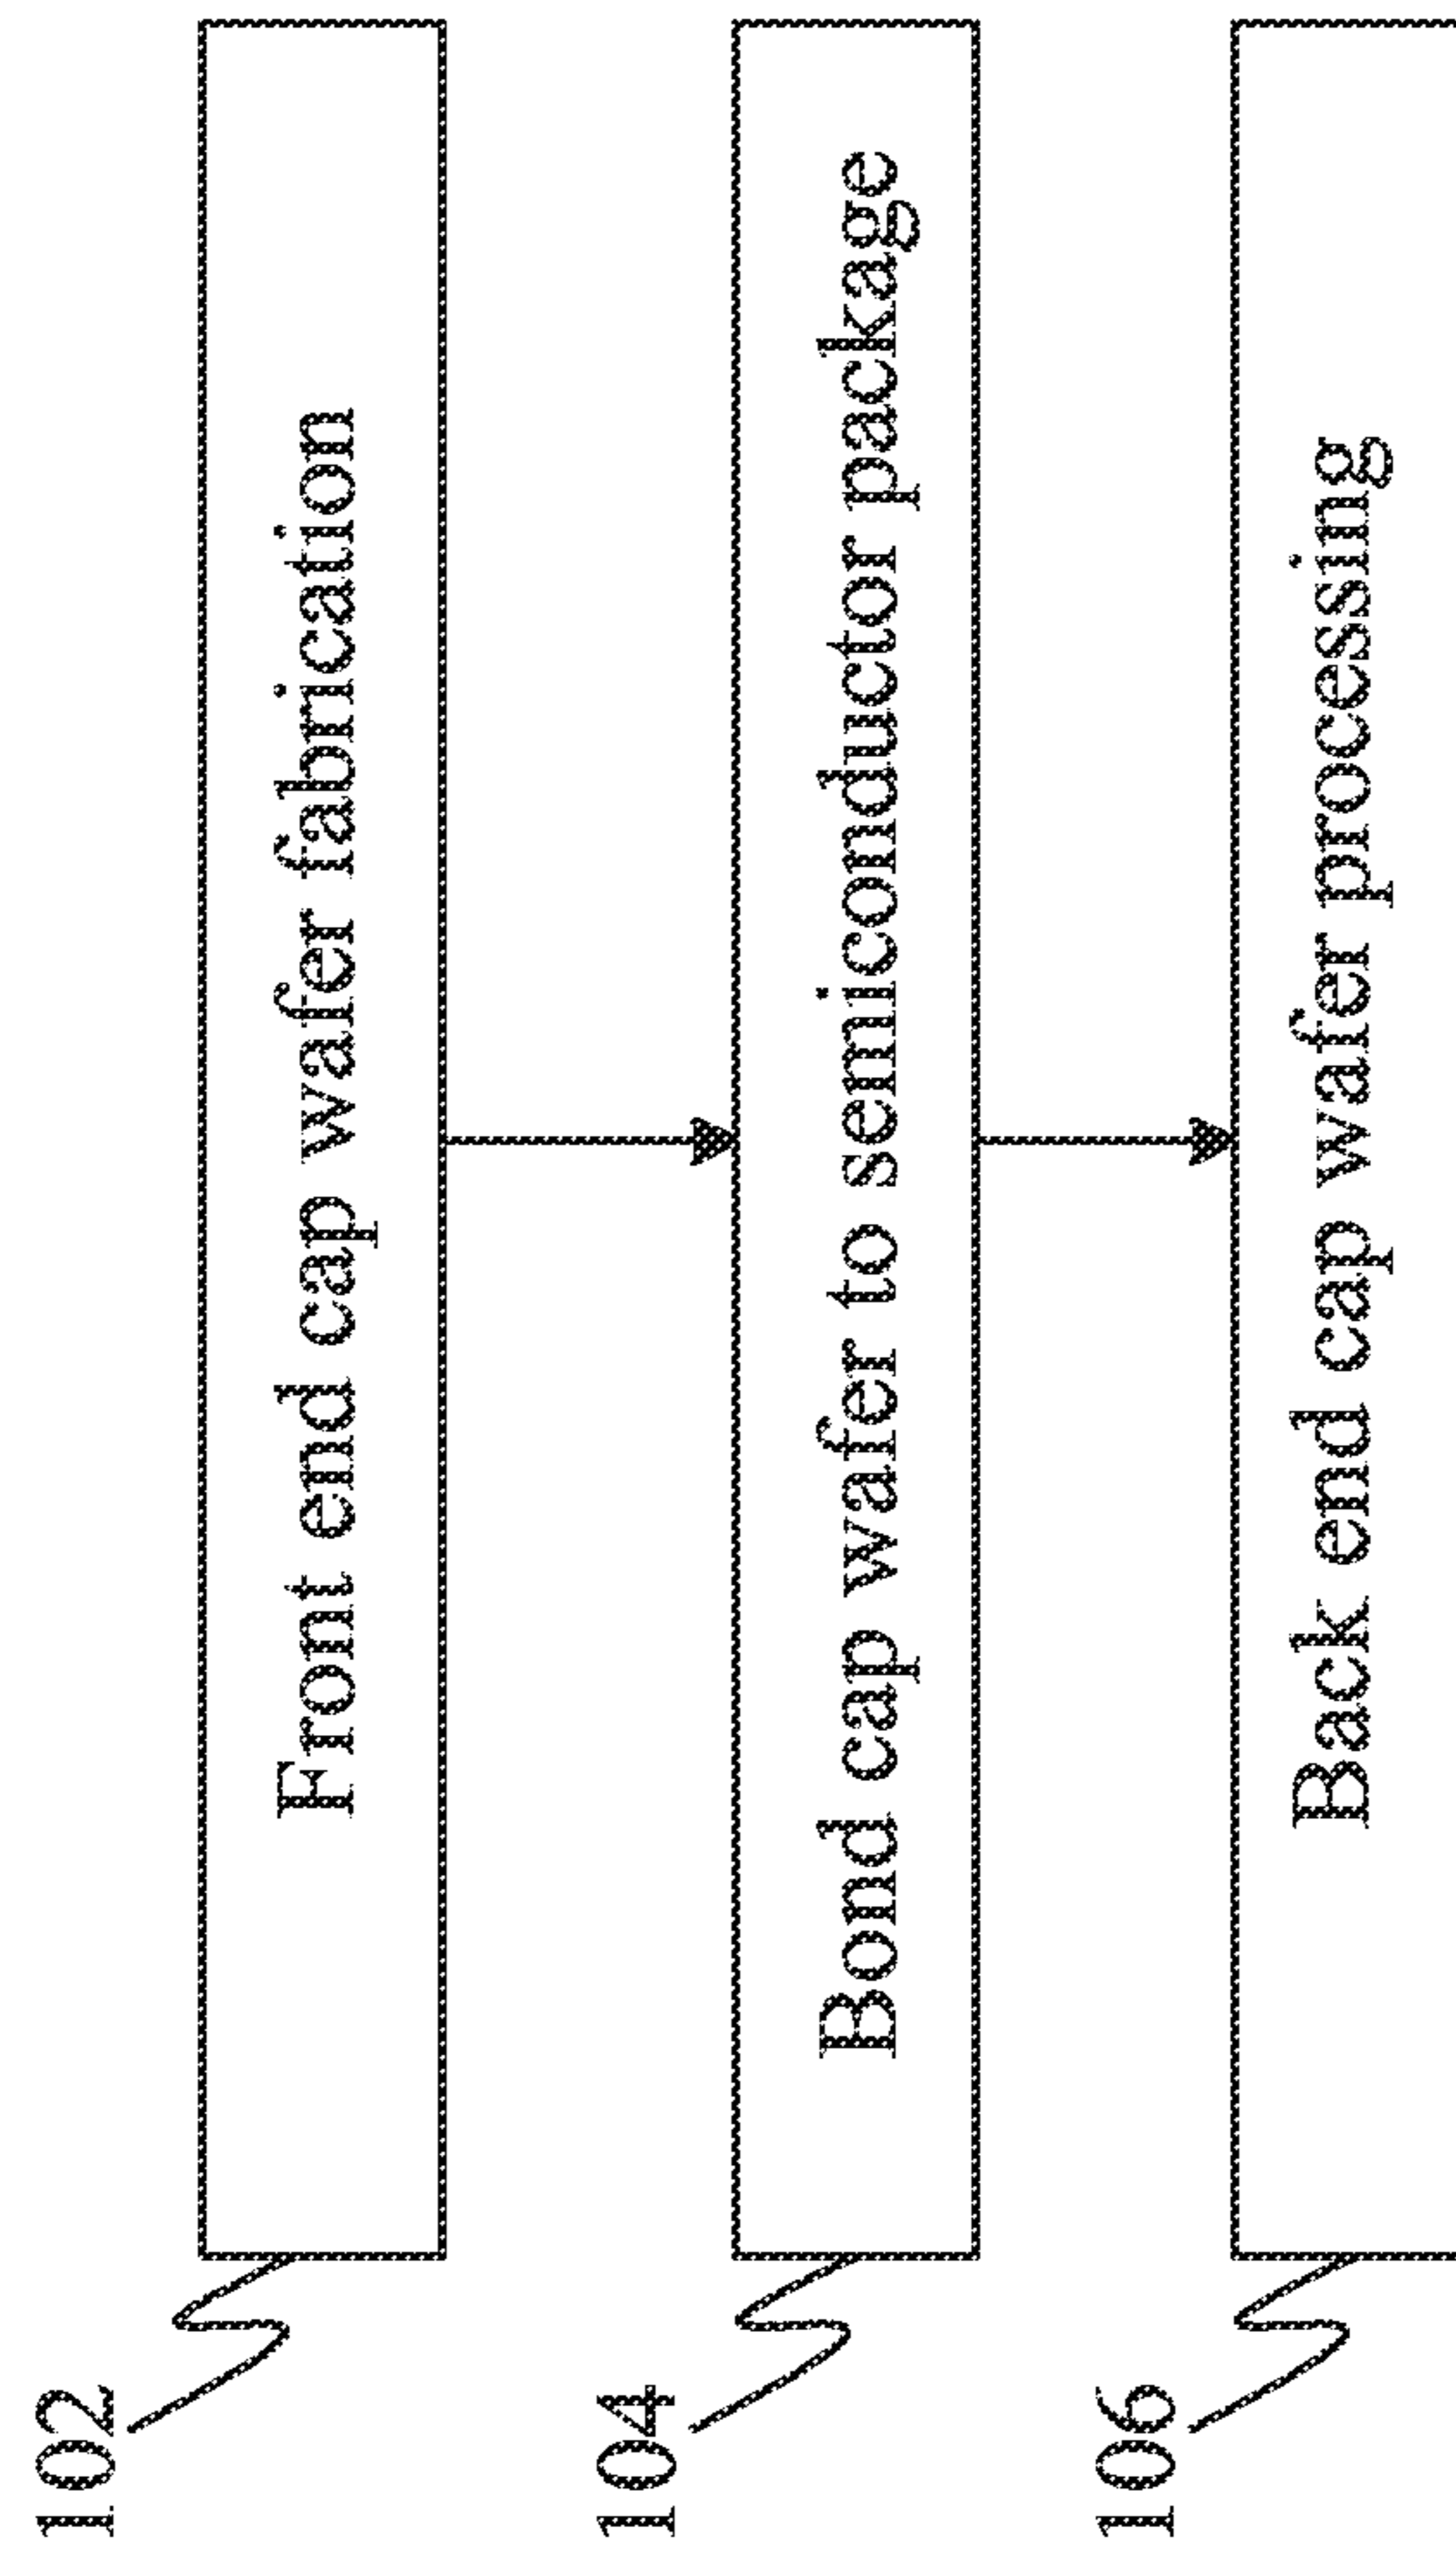 102
Front end cap wafer fabrication
104
Bond cap wafer to semiconductor package
106
Back end cap wafer processing